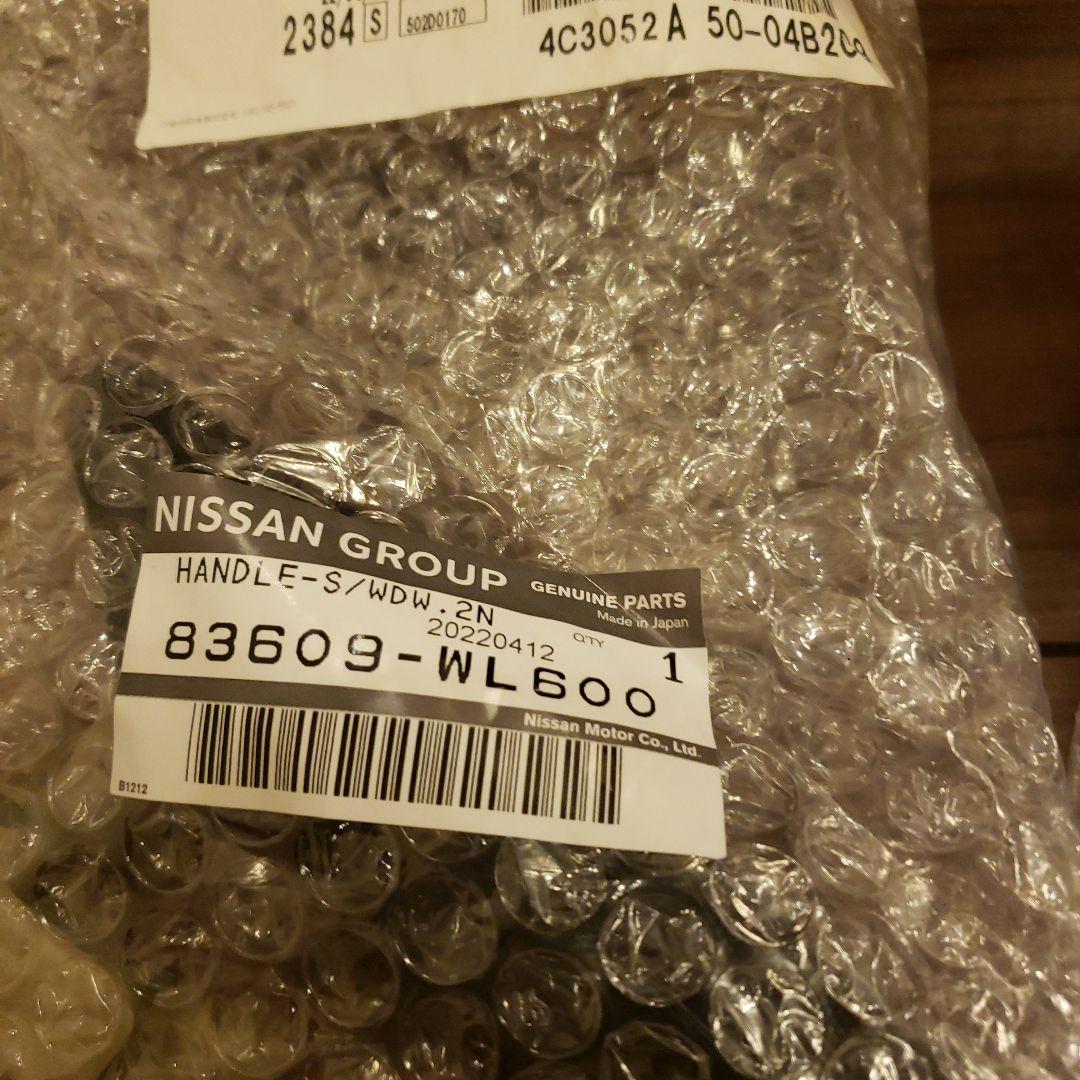 2384 S 502D0170
4C3052A 50-04B2
NISSAN GROUP GENUINE PARTS
Made in Japan
HANDLE-S/WDW.2N
20220412 QTY
83609-WL600 1
Nissan Motor Co., Ltd.
B1212